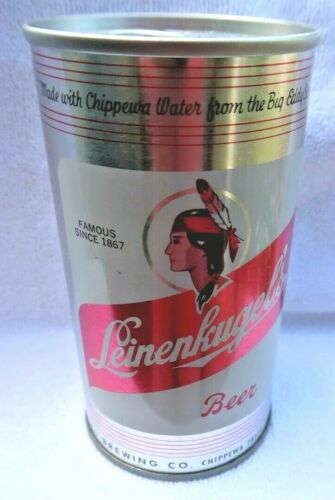 Made with Chippewa Water from the Big Eddy
FAMOUS
SINCE 1867
Leinenkugel's
Beer
BREWING CO. CHIPPEWA